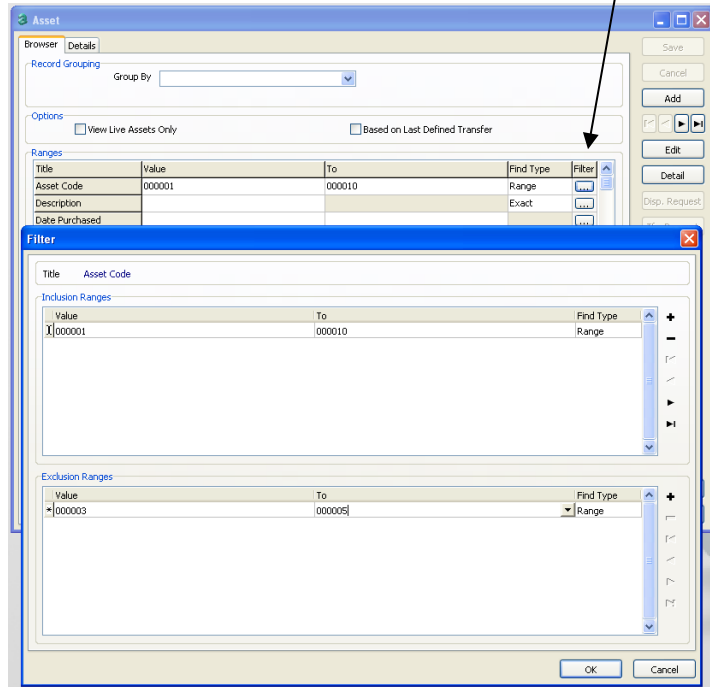 Asset
Browser Details
Save
Record Grouping
Group By
Cancel
Add
Options
View Live Assets Only Based on Last Defined Transfer
Edit
Ranges
Title Value To Find Type Filter
Detail
Asset Code 000001 000010 Range ...
Description Exact ...
Disp. Request
Date Purchased ...
Filter
Title Asset Code
Inclusion Ranges
Value To Find Type
000001 000010 Range
Exclusion Ranges
Value To Find Type
*000003 000005 Range
OK Cancel